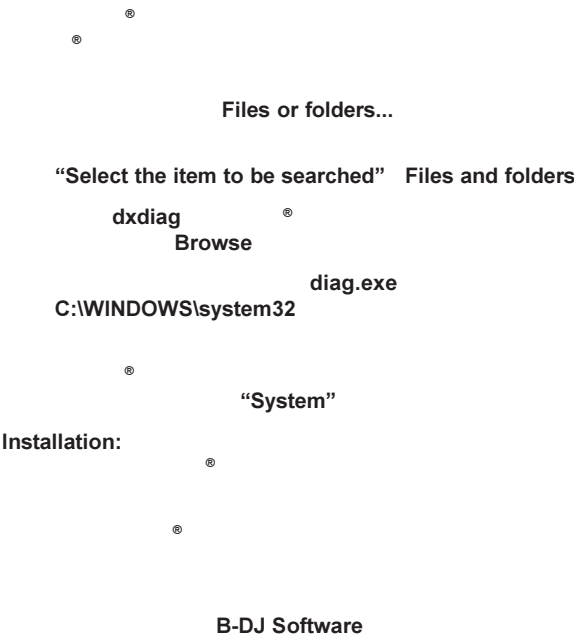 ®
®
Files or folders...
“Select the item to be searched” Files and folders
dxdiag ®
Browse
diag.exe
C:\WINDOWS\system32
®
“System”
Installation:
®
®
B-DJ Software